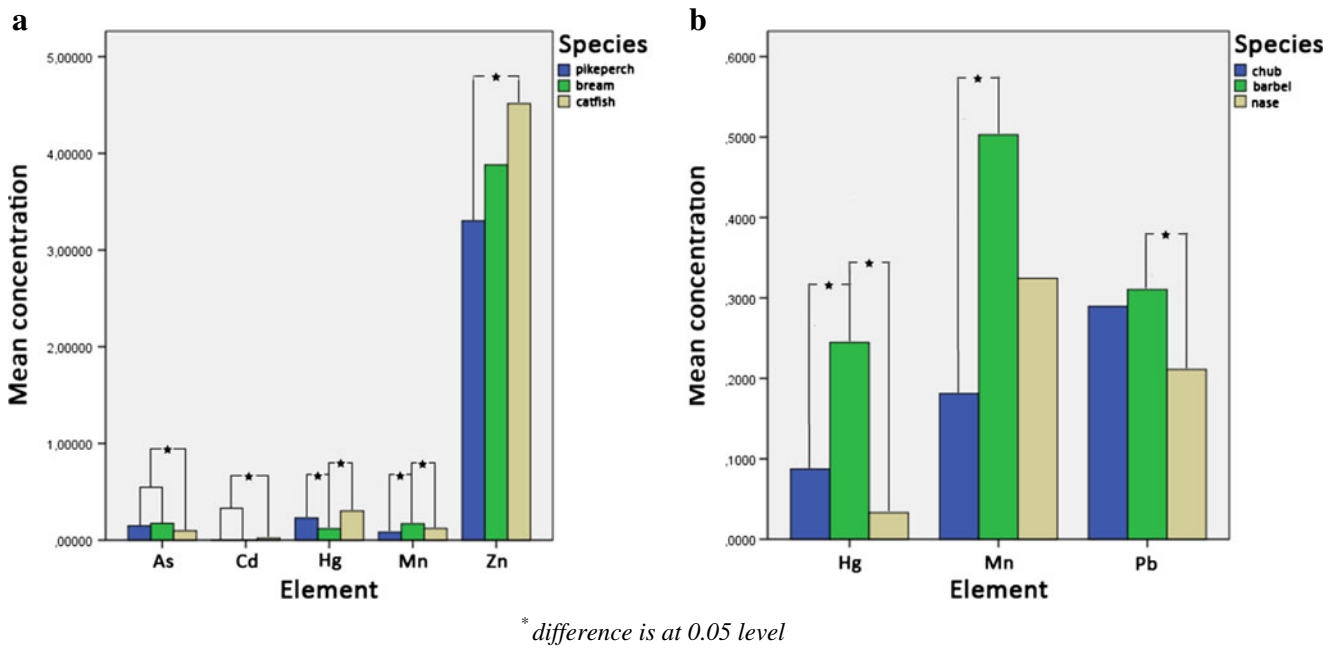 a
Species
pikeperch
bream
catfish
5,00000
4,00000
3,00000
2,00000
1,00000
,00000
Mean concentration
As Cd Hg Mn Zn
Element
b
Species
chub
barbel
nase
,6000
,5000
,4000
,3000
,2000
,1000
,0000
Mean concentration
Hg Mn Pb
Element
* difference is at 0.05 level